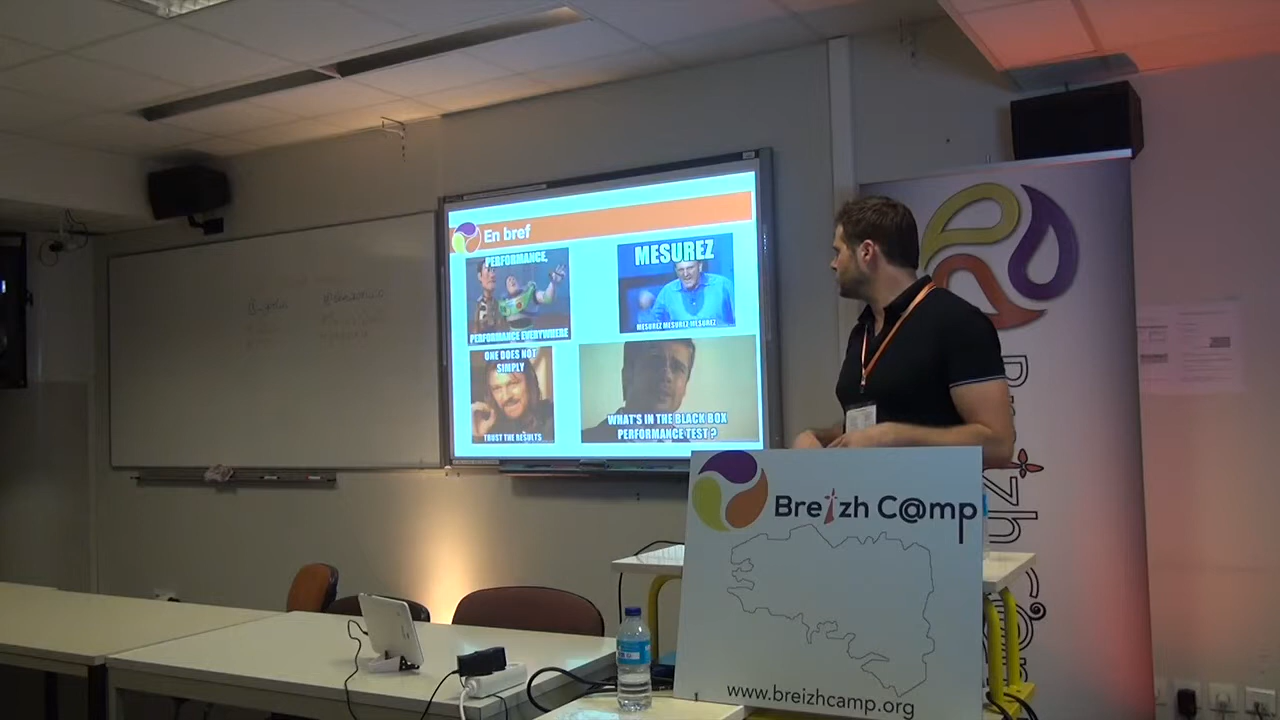 En bref
PERFORMANCE,
PERFORMANCE EVERYWHERE
MESUREZ
MESUREZ MESUREZ MESUREZ
ONE DOES NOT
SIMPLY
TRUST THE RESULTS
WHAT'S IN THE BLACK BOX
PERFORMANCE TEST ?
Breizh C@mp
www.breizhcamp.org